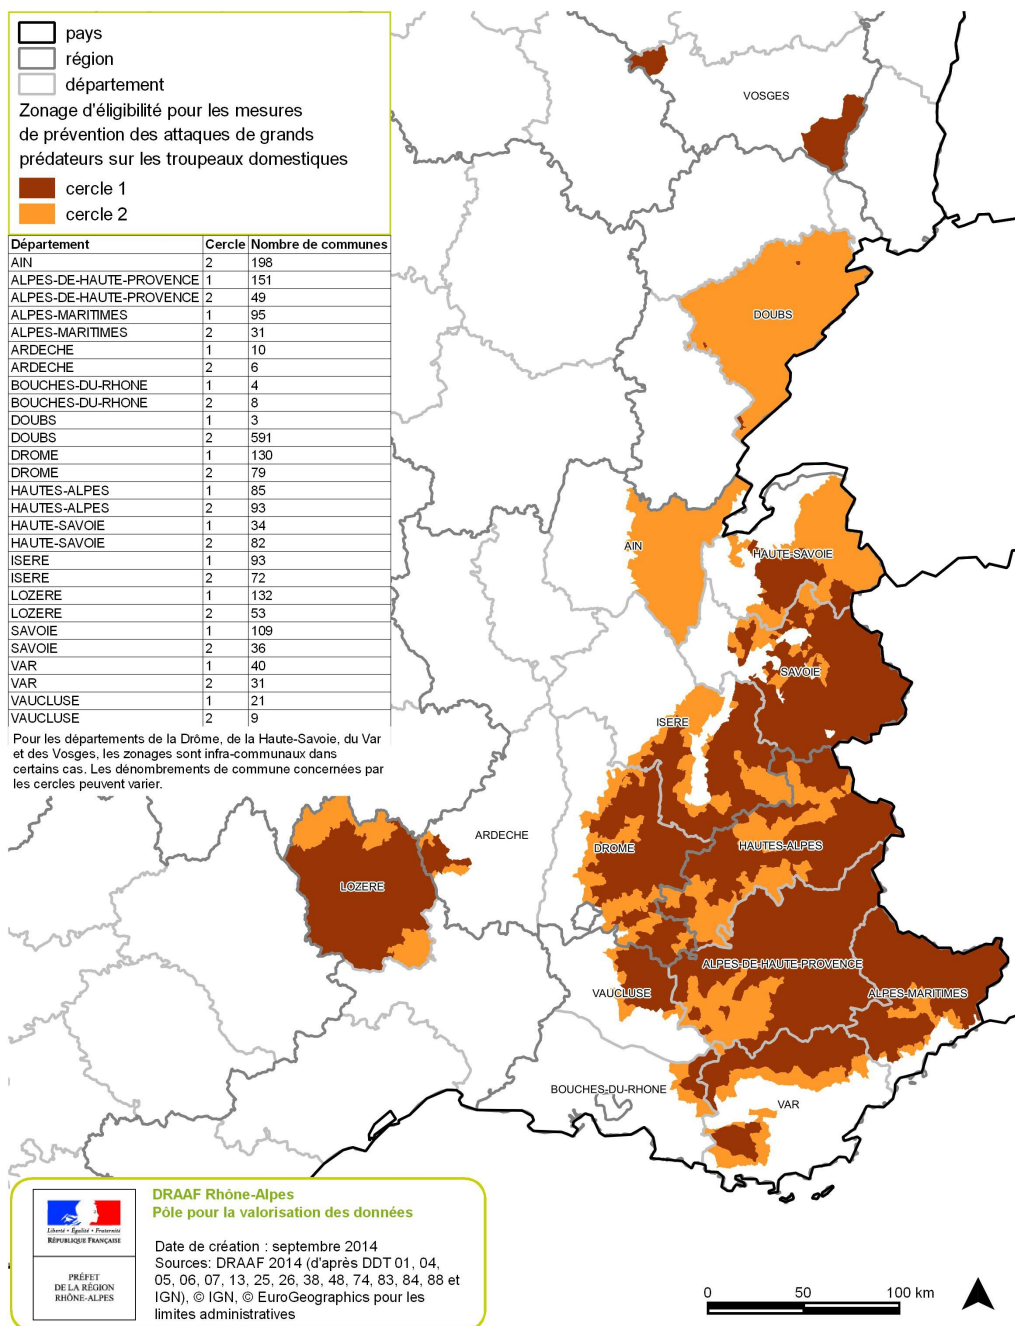 pays
région
département
Zonage d'éligibilité pour les mesures
de prévention des attaques de grands
prédateurs sur les troupeaux domestiques
cercle 1
cercle 2
Département Cercle Nombre de communes
AIN 2 198
ALPES-DE-HAUTE-PROVENCE 1 151
ALPES-DE-HAUTE-PROVENCE 2 49
ALPES-MARITIMES 1 95
ALPES-MARITIMES 2 31
ARDECHE 1 10
ARDECHE 2 6
BOUCHES-DU-RHONE 1 4
BOUCHES-DU-RHONE 2 8
DOUBS 1 3
DOUBS 2 591
DROME 1 130
DROME 2 79
HAUTES-ALPES 1 85
HAUTES-ALPES 2 93
HAUTE-SAVOIE 1 34
HAUTE-SAVOIE 2 82
ISERE 1 93
ISERE 2 72
LOZERE 1 132
LOZERE 2 53
SAVOIE 1 109
SAVOIE 2 36
VAR 1 40
VAR 2 31
VAUCLUSE 1 21
VAUCLUSE 2 9
Pour les départements de la Drôme, de la Haute-Savoie, du Var
et des Vosges, les zonages sont infra-communaux dans
certains cas. Les dénombrements de commune concernées par
les cercles peuvent varier.
VOSGES
DOUBS
AIN
HAUTE-SAVOIE
SAVOIE
ISERE
ARDECHE
DROME
HAUTES-ALPES
LOZERE
ALPES-DE-HAUTE-PROVENCE
VAUCLUSE
ALPES-MARITIMES
BOUCHES-DU-RHONE
VAR
Liberté • Égalité • Fraternité
RÉPUBLIQUE FRANÇAISE
PRÉFET
DE LA RÉGION
RHÔNE-ALPES
DRAAF Rhône-Alpes
Pôle pour la valorisation des données
Date de création : septembre 2014
Sources: DRAAF 2014 (d'après DDT 01, 04,
05, 06, 07, 13, 25, 26, 38, 48, 74, 83, 84, 88 et
IGN), © IGN, © EuroGeographics pour les
limites administratives
0 50 100 km